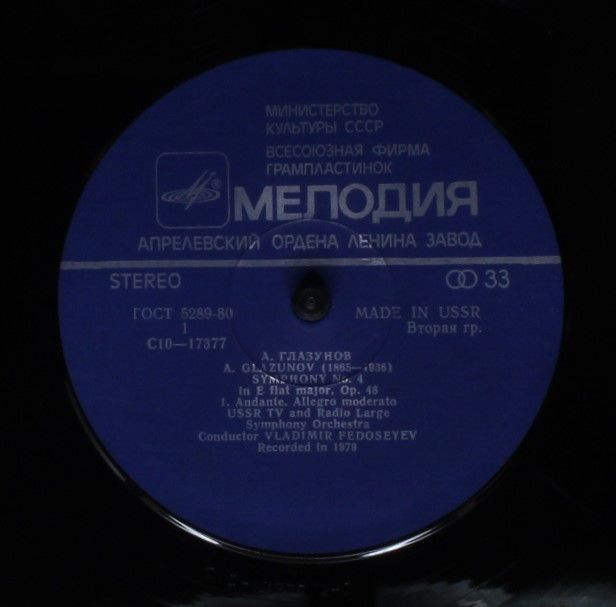 МИНИСТЕРСТВО
КУЛЬТУРЫ СССР
ВСЕСОЮЗНАЯ ФИРМА
ГРАМПЛАСТИНОК
МЕЛОДИЯ
АПРЕЛЕВСКИЙ ОРДЕНА ЛЕНИНА ЗАВОД
STEREO 33
ГОСТ 5289-80 MADE IN USSR
1 Вторая гр.
С10—17377
А. ГЛАЗУНОВ
A. GLAZUNOV (1865—1936)
SYMPHONY No. 4
in E flat major, Op. 48
1. Andante. Allegro moderato
USSR TV and Radio Large
Symphony Orchestra
Conductor VLADIMIR FEDOSEYEV
Recorded in 1979